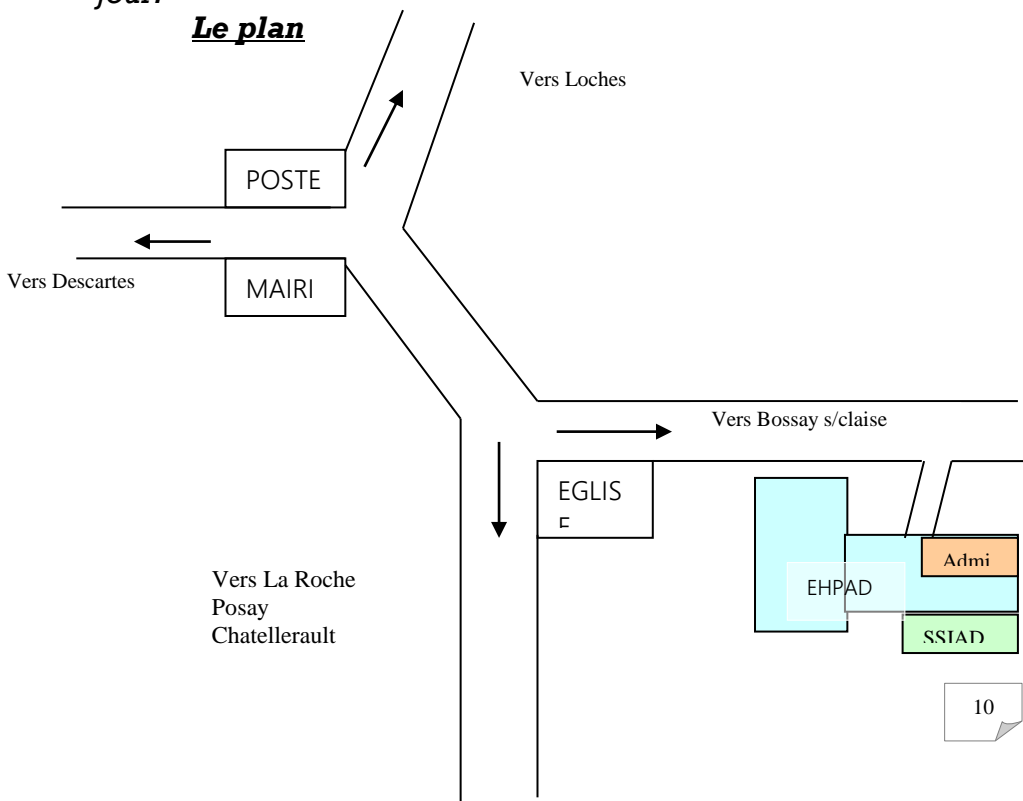 Le plan
Vers Loches
POSTE
Vers Descartes
MAIRI
Vers Bossay s/claise
EGLIS
Admi
EHPAD
Vers La Roche
Posay
Chatellerault
SSIAD
10